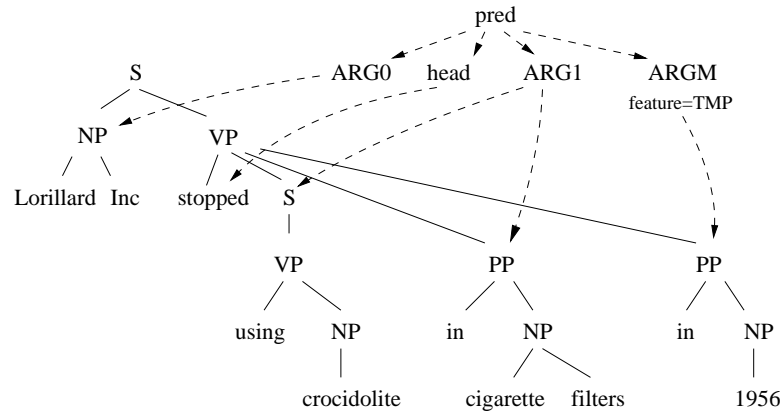 pred
S ARG0 head ARG1 ARGM
feature=TMP
NP VP
Lorillard Inc stopped S
VP PP PP
using NP in NP in NP
crocidolite cigarette filters 1956